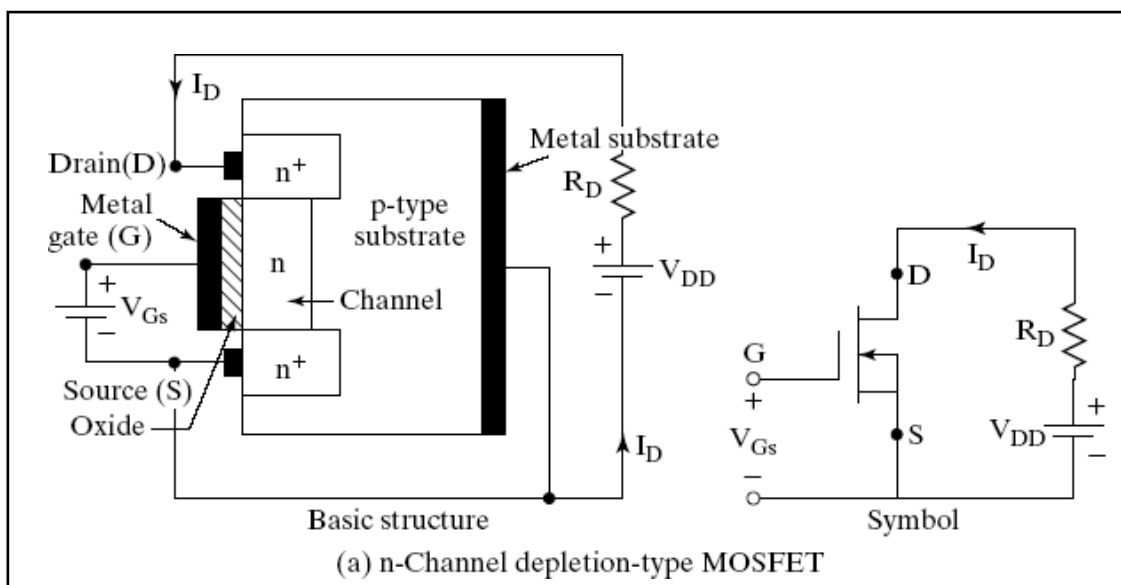 I_D
Drain(D)
n+
Metal substrate
R_D
Metal
gate (G)
p-type
substrate
n
+
V_DD
−
+
V_Gs
−
Channel
n+
Source (S)
Oxide
I_D
Basic structure
I_D
D
R_D
G
+
V_Gs
−
S
+
V_DD
−
Symbol
(a) n-Channel depletion-type MOSFET